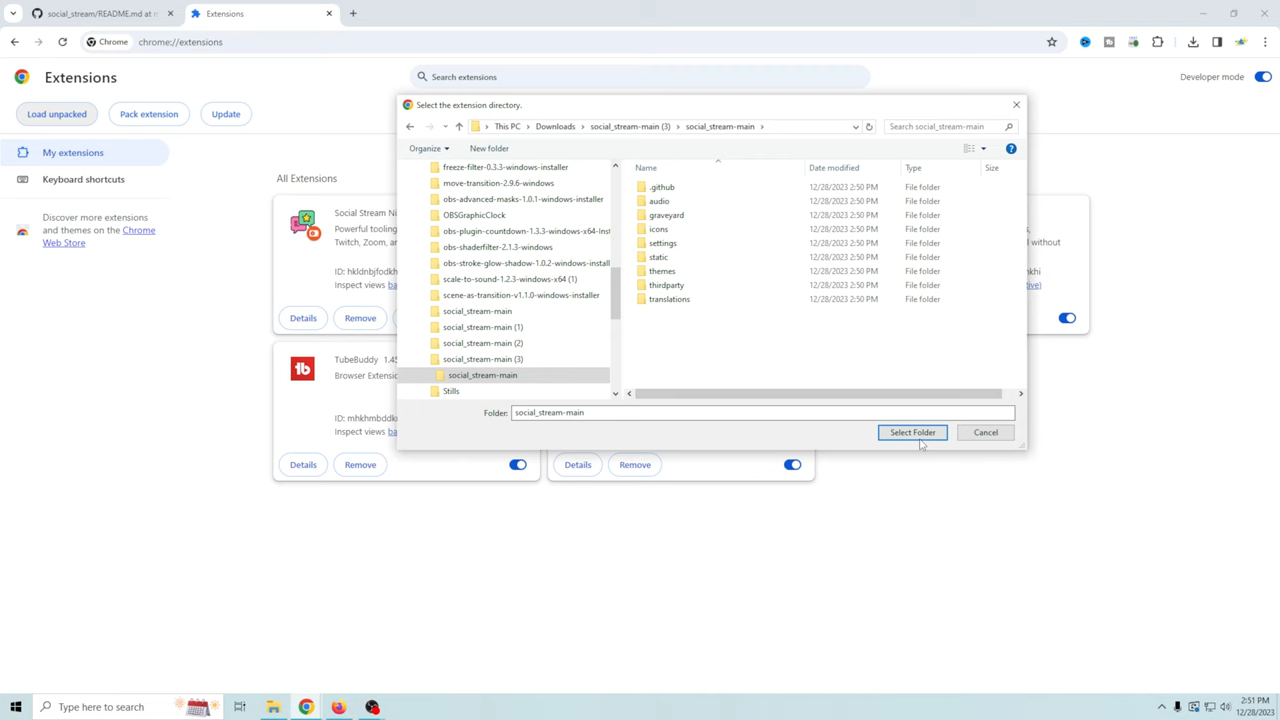 social_stream/README.md at m
Extensions
Chrome
chrome://extensions
Extensions
Search extensions
Developer mode
Load unpacked
Pack extension
Update
My extensions
Keyboard shortcuts
Discover more extensions
and themes on the Chrome
Web Store
All Extensions
Social Stream Ni
Powerful tooling
Twitch, Zoom, an
ID: hkldnbjfodkh
Inspect views ba
Details
Remove
without
khi
ive)
TubeBuddy 1.45
Browser Extensio
ID: mhkmbddku
Inspect views ba
Details
Remove
Details
Remove
Select the extension directory.
This PC
Downloads
social_stream-main (3)
social_stream-main
Search social_stream-main
Organize
New folder
freeze-filter-0.3.3-windows-installer
move-transition-2.9.6-windows
obs-advanced-masks-1.0.1-windows-installer
OBSGraphicClock
obs-plugin-countdown-1.3.3-windows-x64-Inst
obs-shaderfilter-2.1.3-windows
obs-stroke-glow-shadow-1.0.2-windows-install
scale-to-sound-1.2.3-windows-x64 (1)
scene-as-transition-v1.1.0-windows-installer
social_stream-main
social_stream-main (1)
social_stream-main (2)
social_stream-main (3)
social_stream-main
Stills
Name Date modified Type Size
.github 12/28/2023 2:50 PM File folder
audio 12/28/2023 2:50 PM File folder
graveyard 12/28/2023 2:50 PM File folder
icons 12/28/2023 2:50 PM File folder
settings 12/28/2023 2:50 PM File folder
static 12/28/2023 2:50 PM File folder
themes 12/28/2023 2:50 PM File folder
thirdparty 12/28/2023 2:50 PM File folder
translations 12/28/2023 2:50 PM File folder
Folder: social_stream-main
Select Folder
Cancel
Type here to search
2:51 PM
12/28/2023